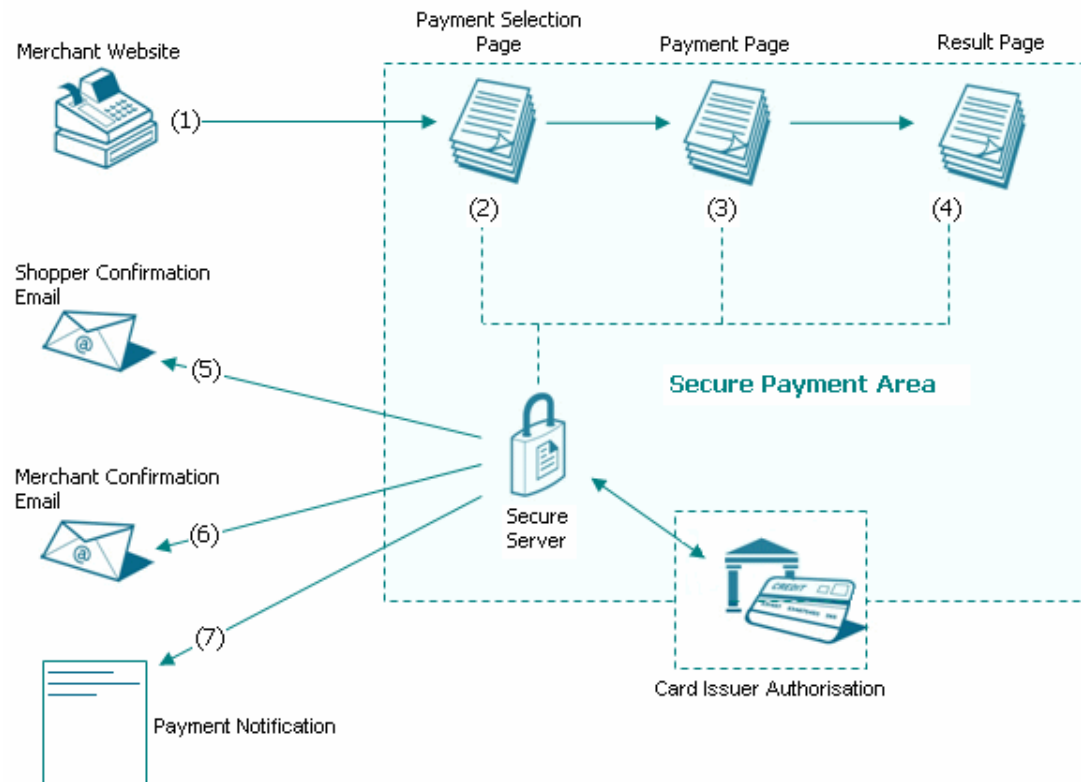 Payment Selection
Page
Payment Page
Result Page
Merchant Website
(1)
(2)
(3)
(4)
Shopper Confirmation
Email
@
(5)
Secure Payment Area
Merchant Confirmation
Email
@
(6)
Secure
Server
CREDIT
(7)
Card Issuer Authorisation
Payment Notification